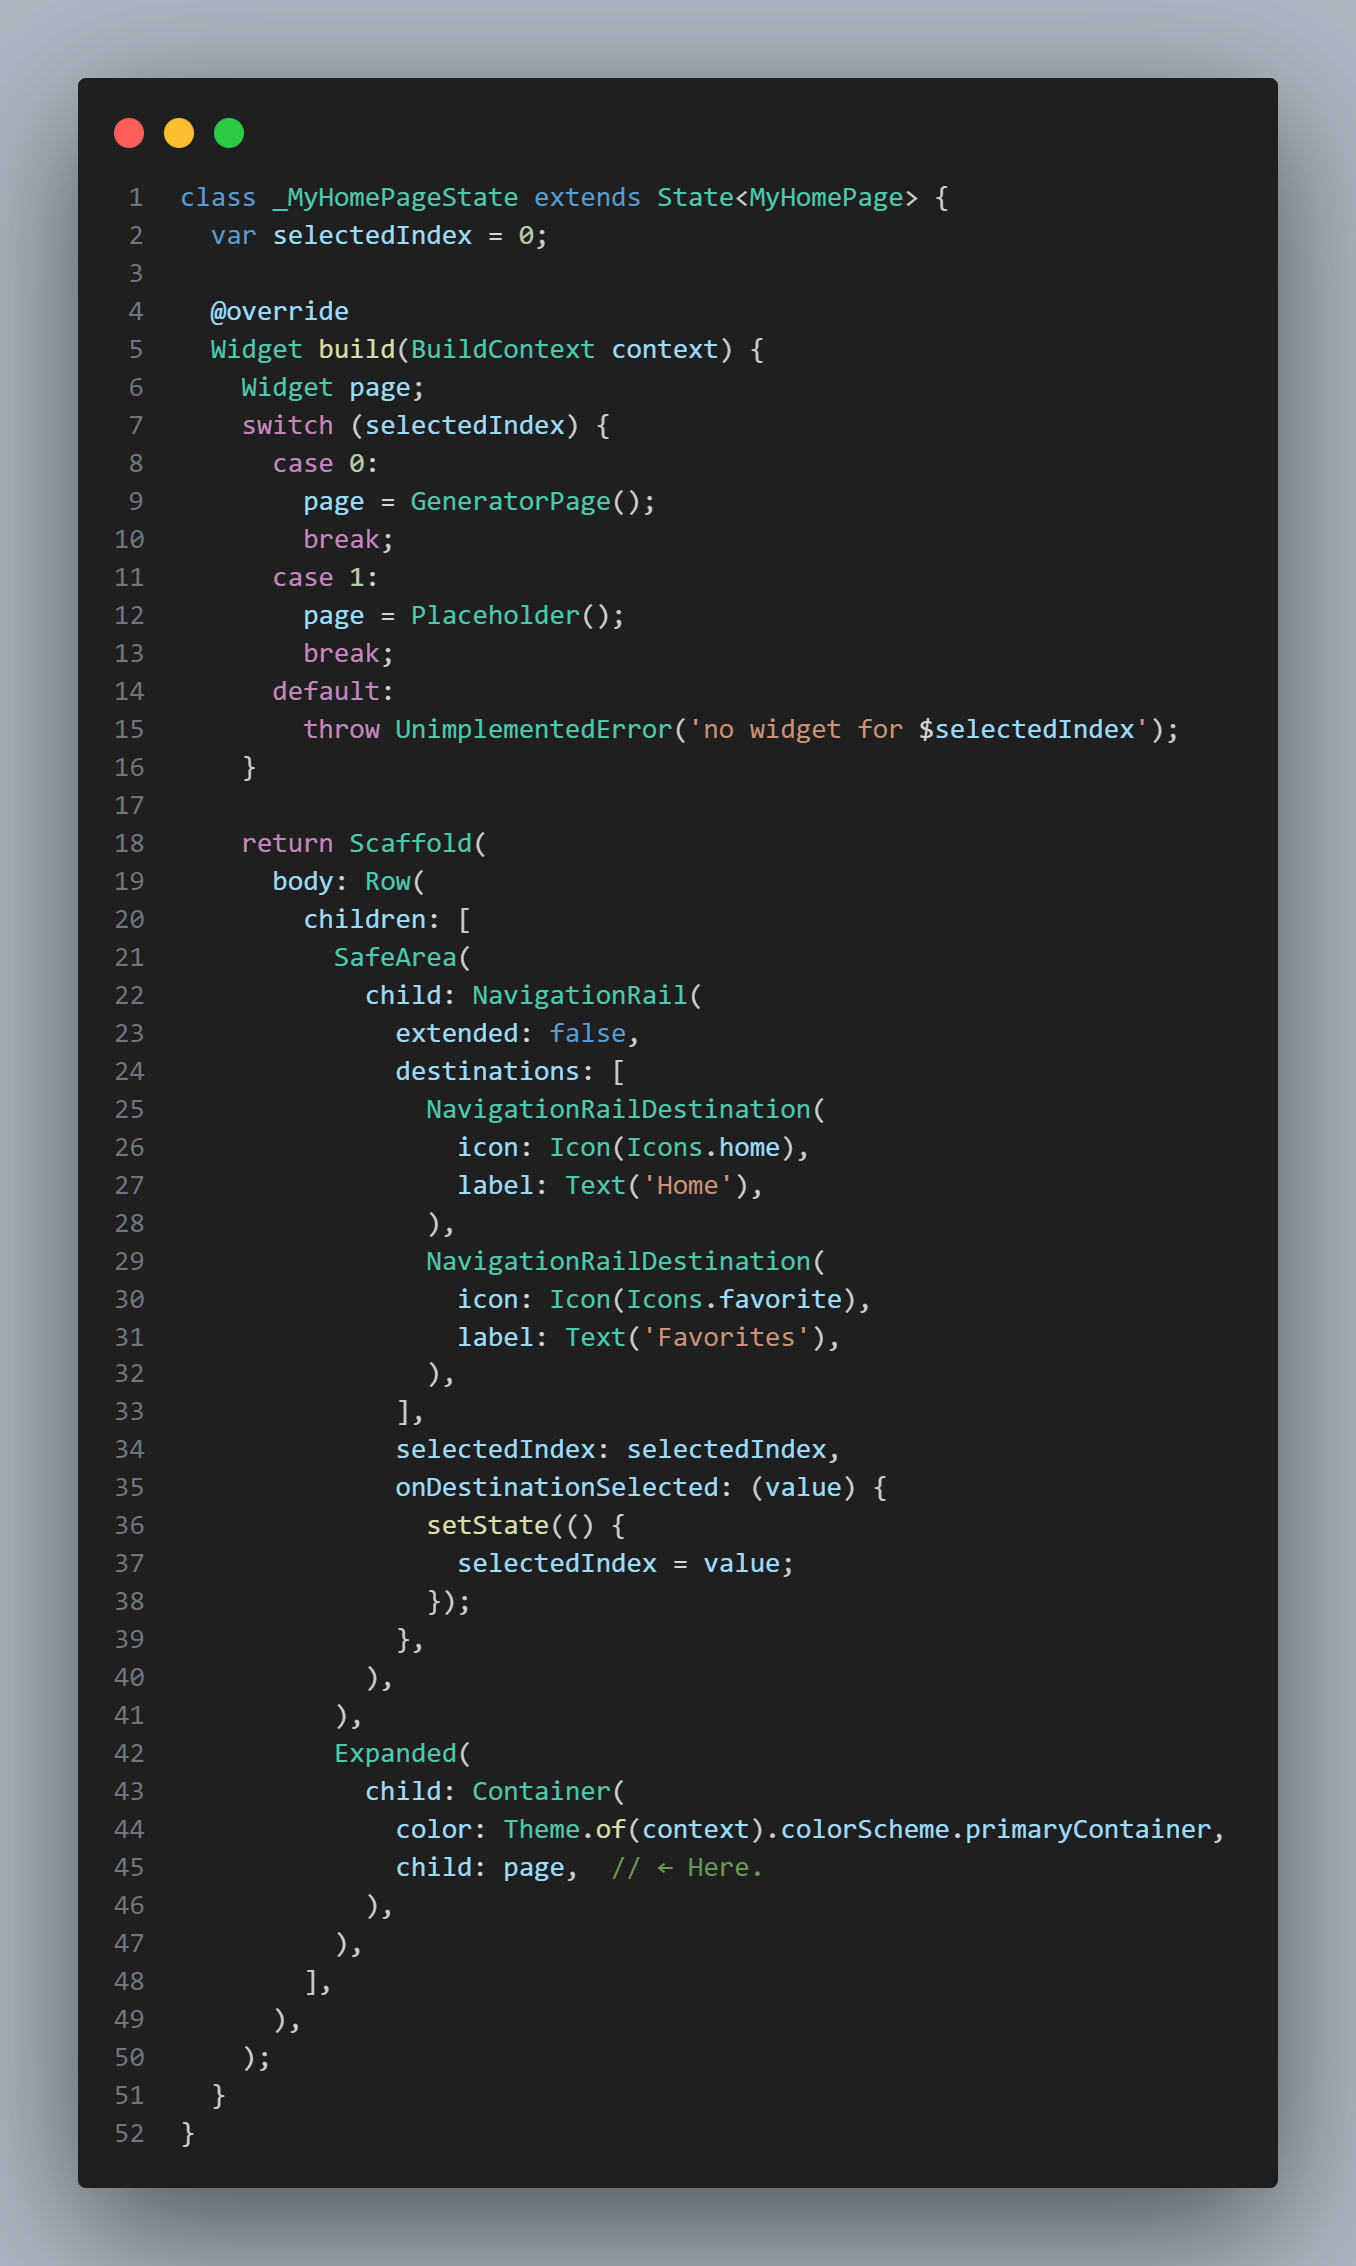 1 class _MyHomePageState extends State<MyHomePage> {
2   var selectedIndex = 0;
3
4   @override
5   Widget build(BuildContext context) {
6     Widget page;
7     switch (selectedIndex) {
8       case 0:
9         page = GeneratorPage();
10         break;
11       case 1:
12         page = Placeholder();
13         break;
14       default:
15         throw UnimplementedError('no widget for $selectedIndex');
16     }
17
18     return Scaffold(
19       body: Row(
20         children: [
21           SafeArea(
22             child: NavigationRail(
23               extended: false,
24               destinations: [
25                 NavigationRailDestination(
26                   icon: Icon(Icons.home),
27                   label: Text('Home'),
28                 ),
29                 NavigationRailDestination(
30                   icon: Icon(Icons.favorite),
31                   label: Text('Favorites'),
32                 ),
33               ],
34               selectedIndex: selectedIndex,
35               onDestinationSelected: (value) {
36                 setState(() {
37                   selectedIndex = value;
38                 });
39               },
40             ),
41           ),
42           Expanded(
43             child: Container(
44               color: Theme.of(context).colorScheme.primaryContainer,
45               child: page,  // ← Here.
46             ),
47           ),
48         ],
49       ),
50     );
51   }
52 }